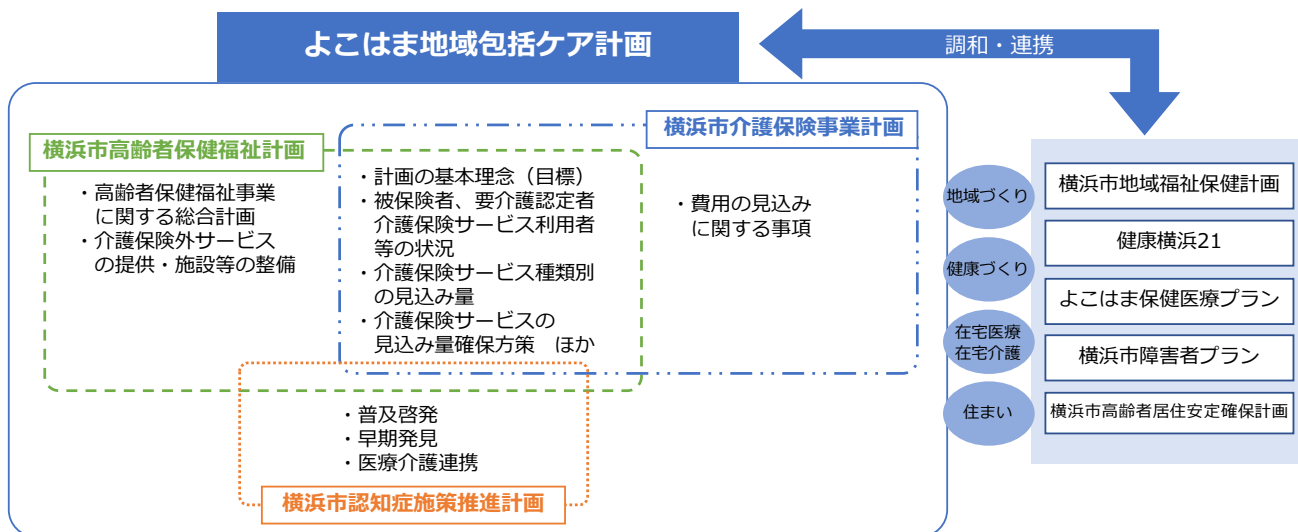 よこはま地域包括ケア計画
調和・連携
横浜市介護保険事業計画
横浜市高齢者保健福祉計画
・高齢者保健福祉事業
に関する総合計画
・介護保険外サービス
の提供・施設等の整備
・計画の基本理念（目標）
・被保険者、要介護認定者
介護保険サービス利用者
等の状況
・介護保険サービス種類別
の見込み量
・介護保険サービスの
見込み量確保方策　ほか
・費用の見込み
に関する事項
・普及啓発
・早期発見
・医療介護連携
横浜市認知症施策推進計画
地域づくり
健康づくり
在宅医療
在宅介護
住まい
横浜市地域福祉保健計画
健康横浜21
よこはま保健医療プラン
横浜市障害者プラン
横浜市高齢者居住安定確保計画